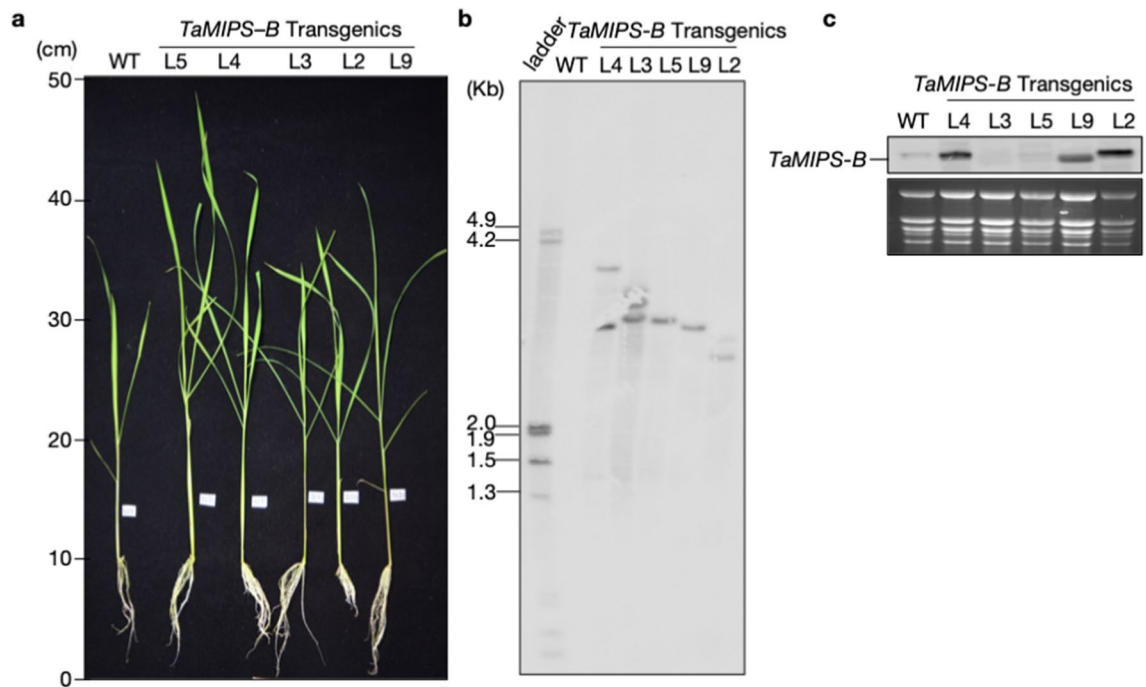 a
(cm)
TaMIPS–B Transgenics
WT L5 L4 L3 L2 L9
50
40
30
20
10
0
b
ladder
TaMIPS-B Transgenics
WT L4 L3 L5 L9 L2
(Kb)
4.9
4.2
2.0
1.9
1.5
1.3
c
TaMIPS-B Transgenics
WT L4 L3 L5 L9 L2
TaMIPS-B